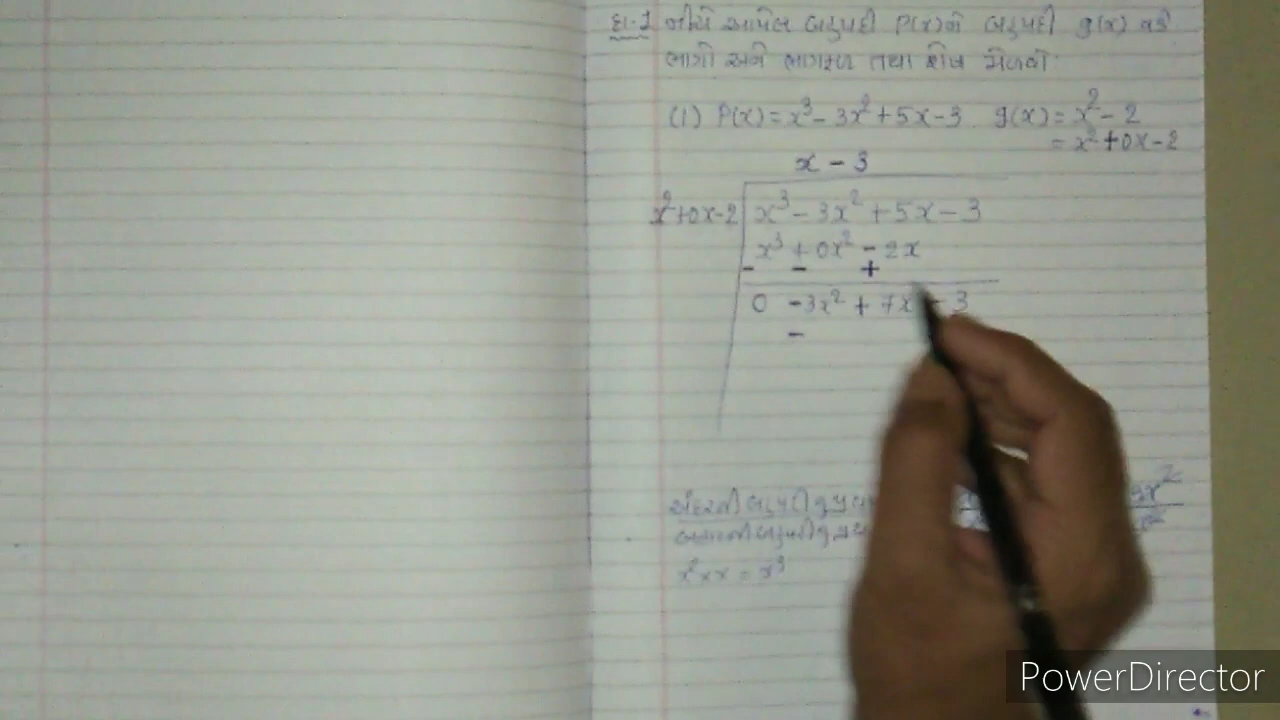 દા-1 નીચે આપેલ બહુપદી P(x)ને બહુપદી g(x) વડે
ભાગો અને ભાગફળ તથા શેષ મેળવો
(1) P(x) = x³ - 3x² + 5x - 3 g(x) = x² - 2
= x² + 0x - 2
x - 3
x² + 0x - 2 x³ - 3x² + 5x - 3
x³ + 0x² - 2x
- - +
0 - 3x² + 7x - 3
-
x² × x = x³
PowerDirector